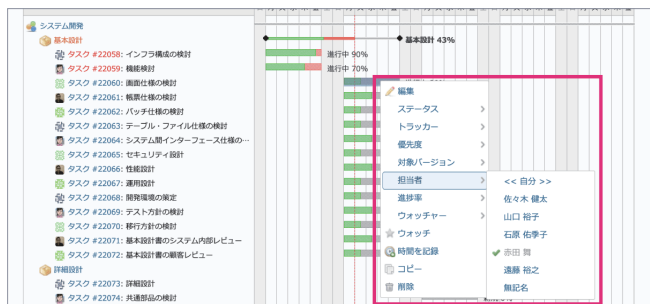 システム開発
基本設計
基本設計 43%
タスク #22058: インフラ構成の検討
進行中 90%
タスク #22059: 機能検討
進行中 70%
タスク #22060: 画面仕様の検討
タスク #22061: 帳票仕様の検討
タスク #22062: バッチ仕様の検討
タスク #22063: テーブル・ファイル仕様の検討
タスク #22064: システム間インターフェース仕様の…
タスク #22065: セキュリティ設計
タスク #22066: 性能設計
タスク #22067: 運用設計
タスク #22068: 開発環境の策定
タスク #22069: テスト方針の検討
タスク #22070: 移行方針の検討
タスク #22071: 基本設計書のシステム内部レビュー
タスク #22072: 基本設計書の顧客レビュー
詳細設計
タスク #22073: 詳細設計
タスク #22074: 共通部品の検討
編集
ステータス
トラッカー
優先度
対象バージョン
担当者
進捗率
ウォッチャー
ウォッチ
時間を記録
コピー
削除
<< 自分 >>
佐々木 健太
山口 裕子
石原 佑季子
赤田 舞
遠藤 裕之
無記名